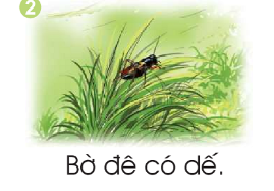 2
Bờ đê có dế.